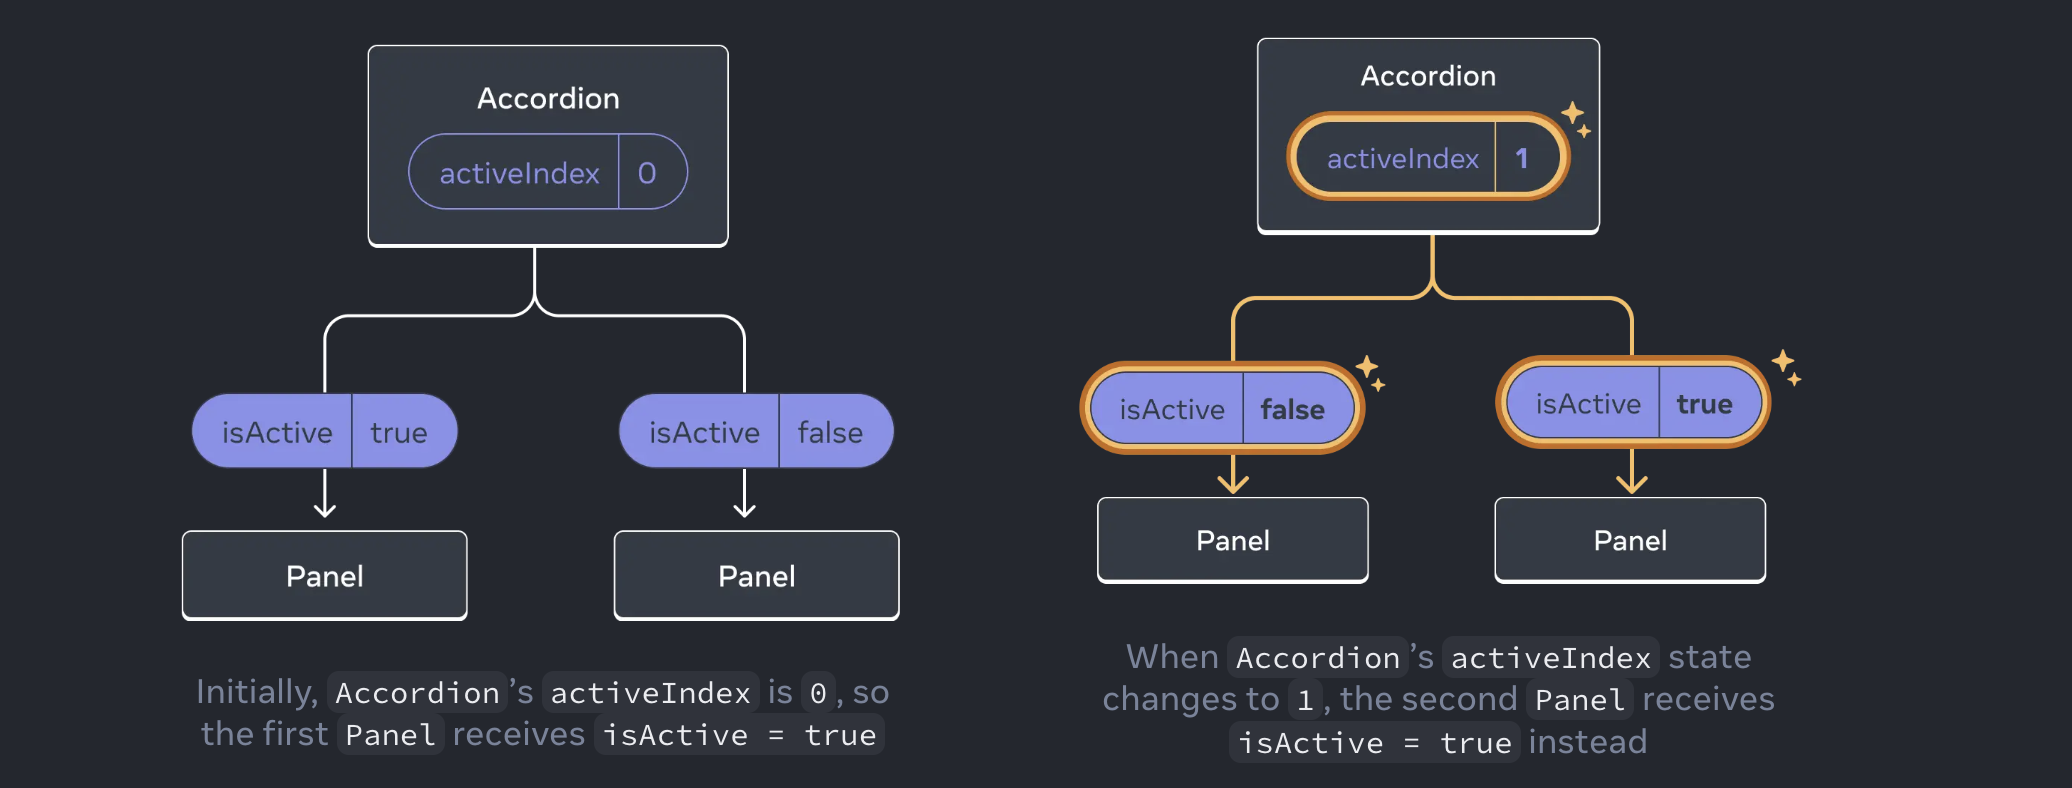 Accordion
activeIndex 0
isActive true
isActive false
Panel
Panel
Initially, Accordion's activeIndex is 0, so
the first Panel receives isActive = true
Accordion
activeIndex 1
isActive false
isActive true
Panel
Panel
When Accordion's activeIndex state
changes to 1, the second Panel receives
isActive = true instead